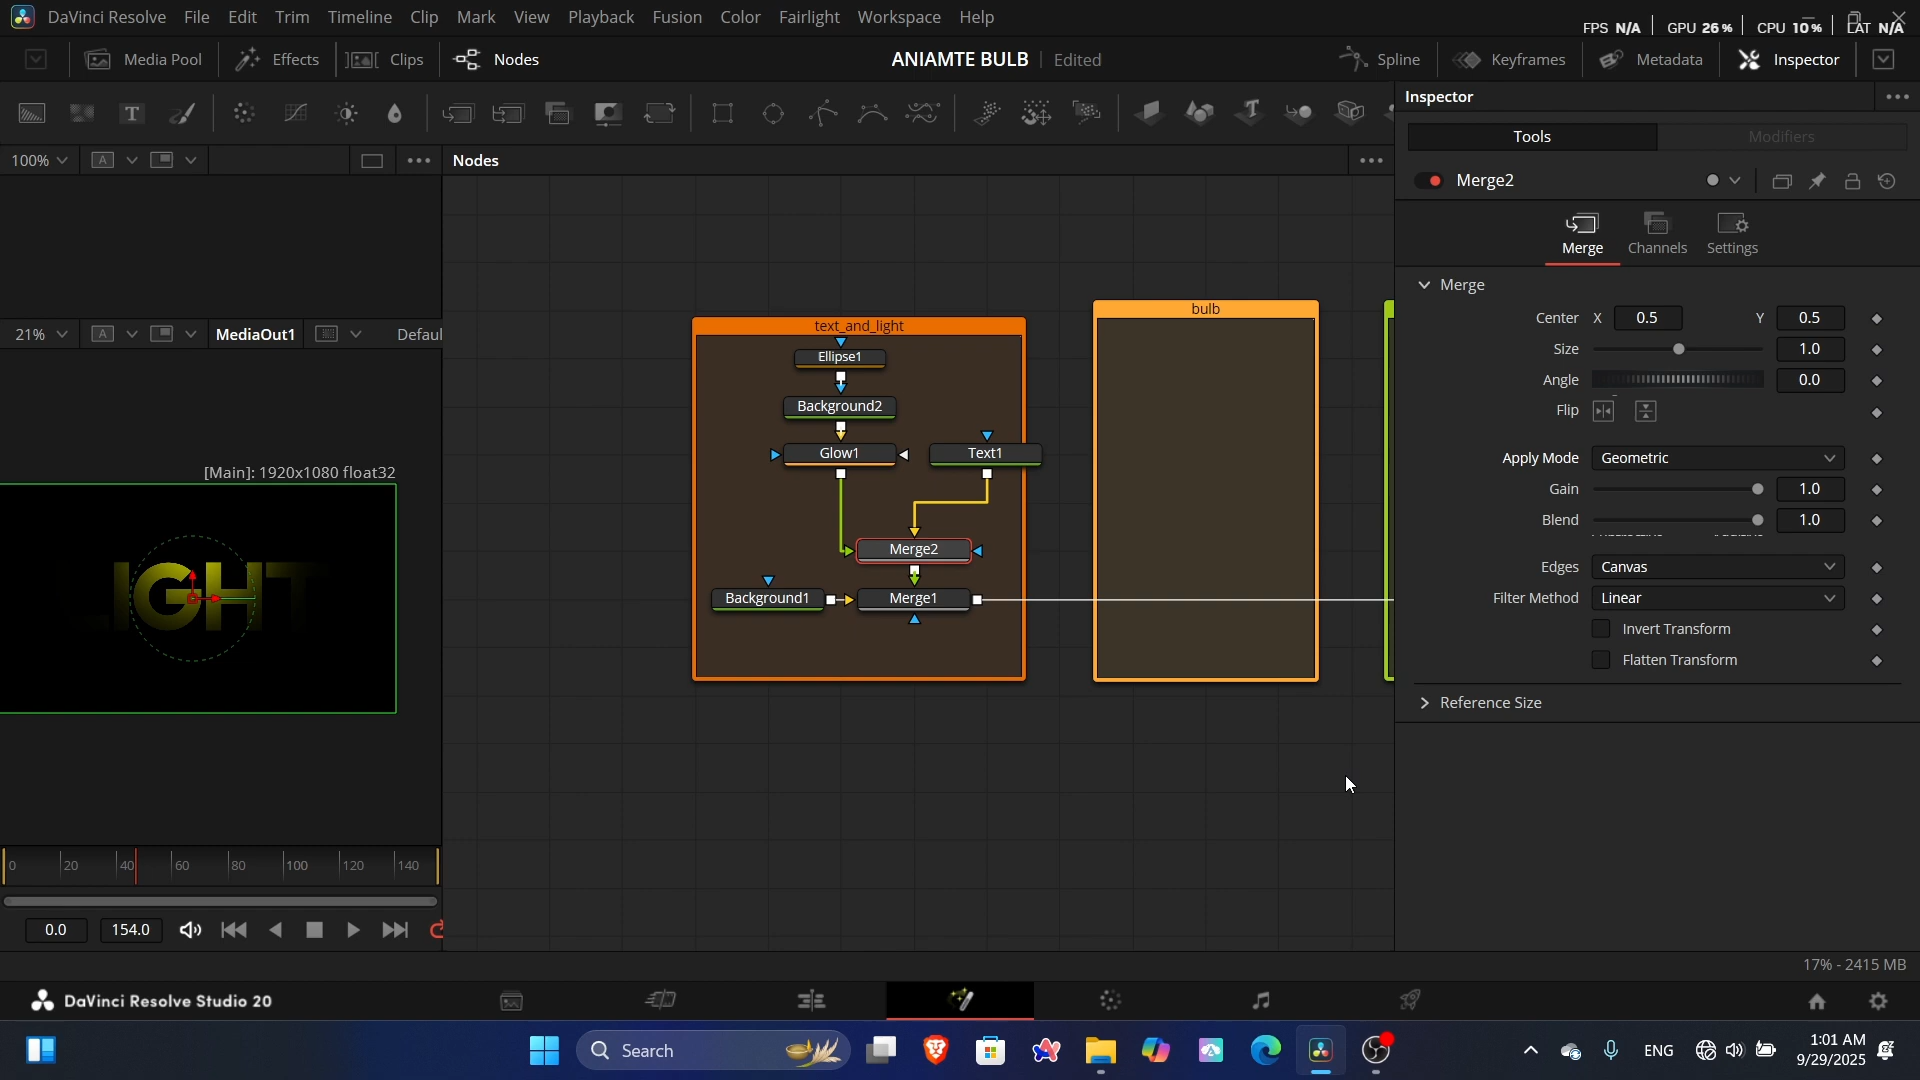 DaVinci Resolve File Edit Trim Timeline Clip Mark View Playback Fusion Color Fairlight Workspace Help
FPS N/A GPU 26% CPU 10% LAT N/A
Media Pool Effects Clips Nodes
ANIAMTE BULB Edited
Spline Keyframes Metadata Inspector
T
T
Inspector
100% A
Nodes
Tools Modifiers
Merge2
Merge Channels Settings
Merge
Center X 0.5 Y 0.5
Size 1.0
Angle 0.0
Flip
Apply Mode Geometric
Gain 1.0
Blend 1.0
Edges Canvas
Filter Method Linear
Invert Transform
Flatten Transform
Reference Size
21% A MediaOut1 Defaul
[Main]: 1920x1080 float32
LIGHT
text_and_light
Ellipse1
Background2
Glow1 Text1
Merge2
Background1 Merge1
bulb
0 20 40 60 80 100 120 140
0.0 154.0
17% - 2415 MB
DaVinci Resolve Studio 20
Search
ENG
1:01 AM
9/29/2025